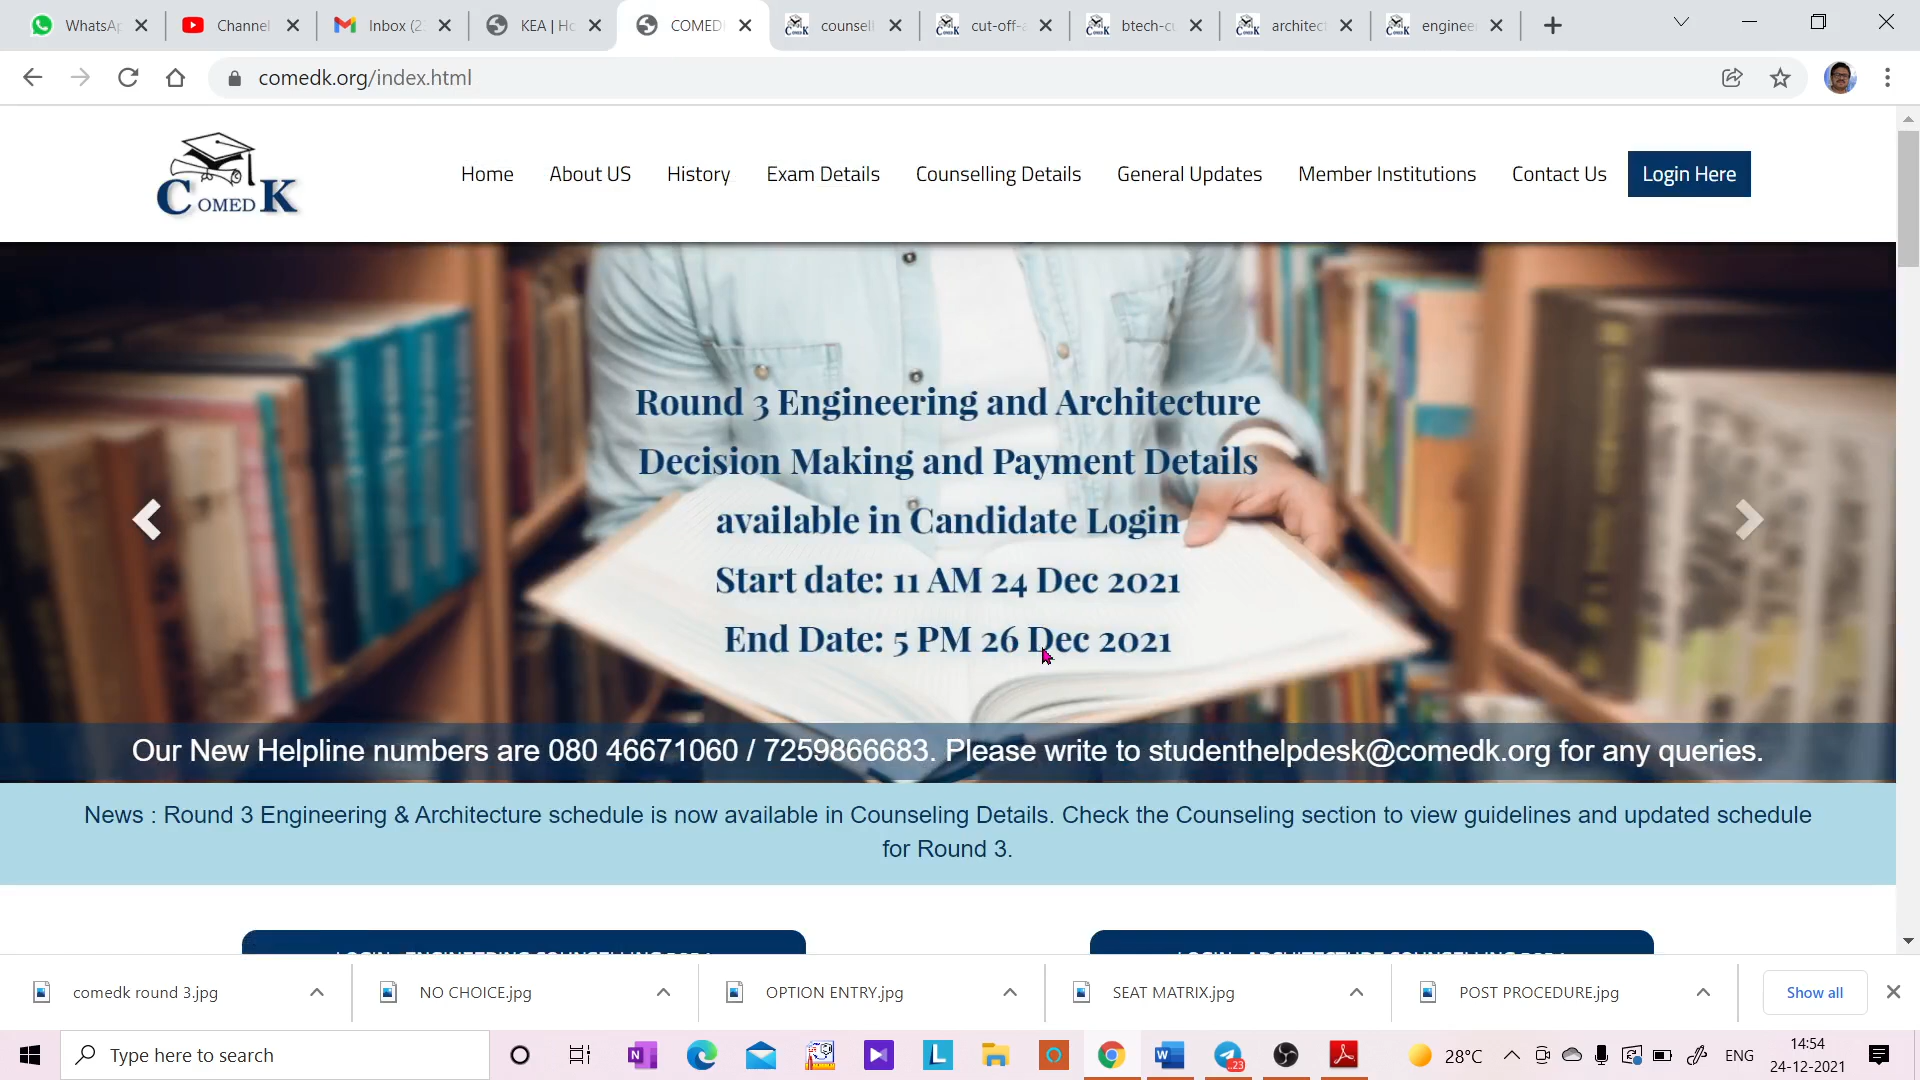 WhatsAp
Channel
Inbox (2
KEA | Ho
COMED
counsell
cut-off-a
btech-cu
architect
engineer
comedk.org/index.html
COMEDK
Home
About US
History
Exam Details
Counselling Details
General Updates
Member Institutions
Contact Us
Login Here
Round 3 Engineering and Architecture
Decision Making and Payment Details
available in Candidate Login
Start date: 11 AM 24 Dec 2021
End Date: 5 PM 26 Dec 2021
Our New Helpline numbers are 080 46671060 / 7259866683. Please write to studenthelpdesk@comedk.org for any queries.
News : Round 3 Engineering & Architecture schedule is now available in Counseling Details. Check the Counseling section to view guidelines and updated schedule
for Round 3.
comedk round 3.jpg
NO CHOICE.jpg
OPTION ENTRY.jpg
SEAT MATRIX.jpg
POST PROCEDURE.jpg
Show all
Type here to search
23
28°C
ENG
14:54
24-12-2021